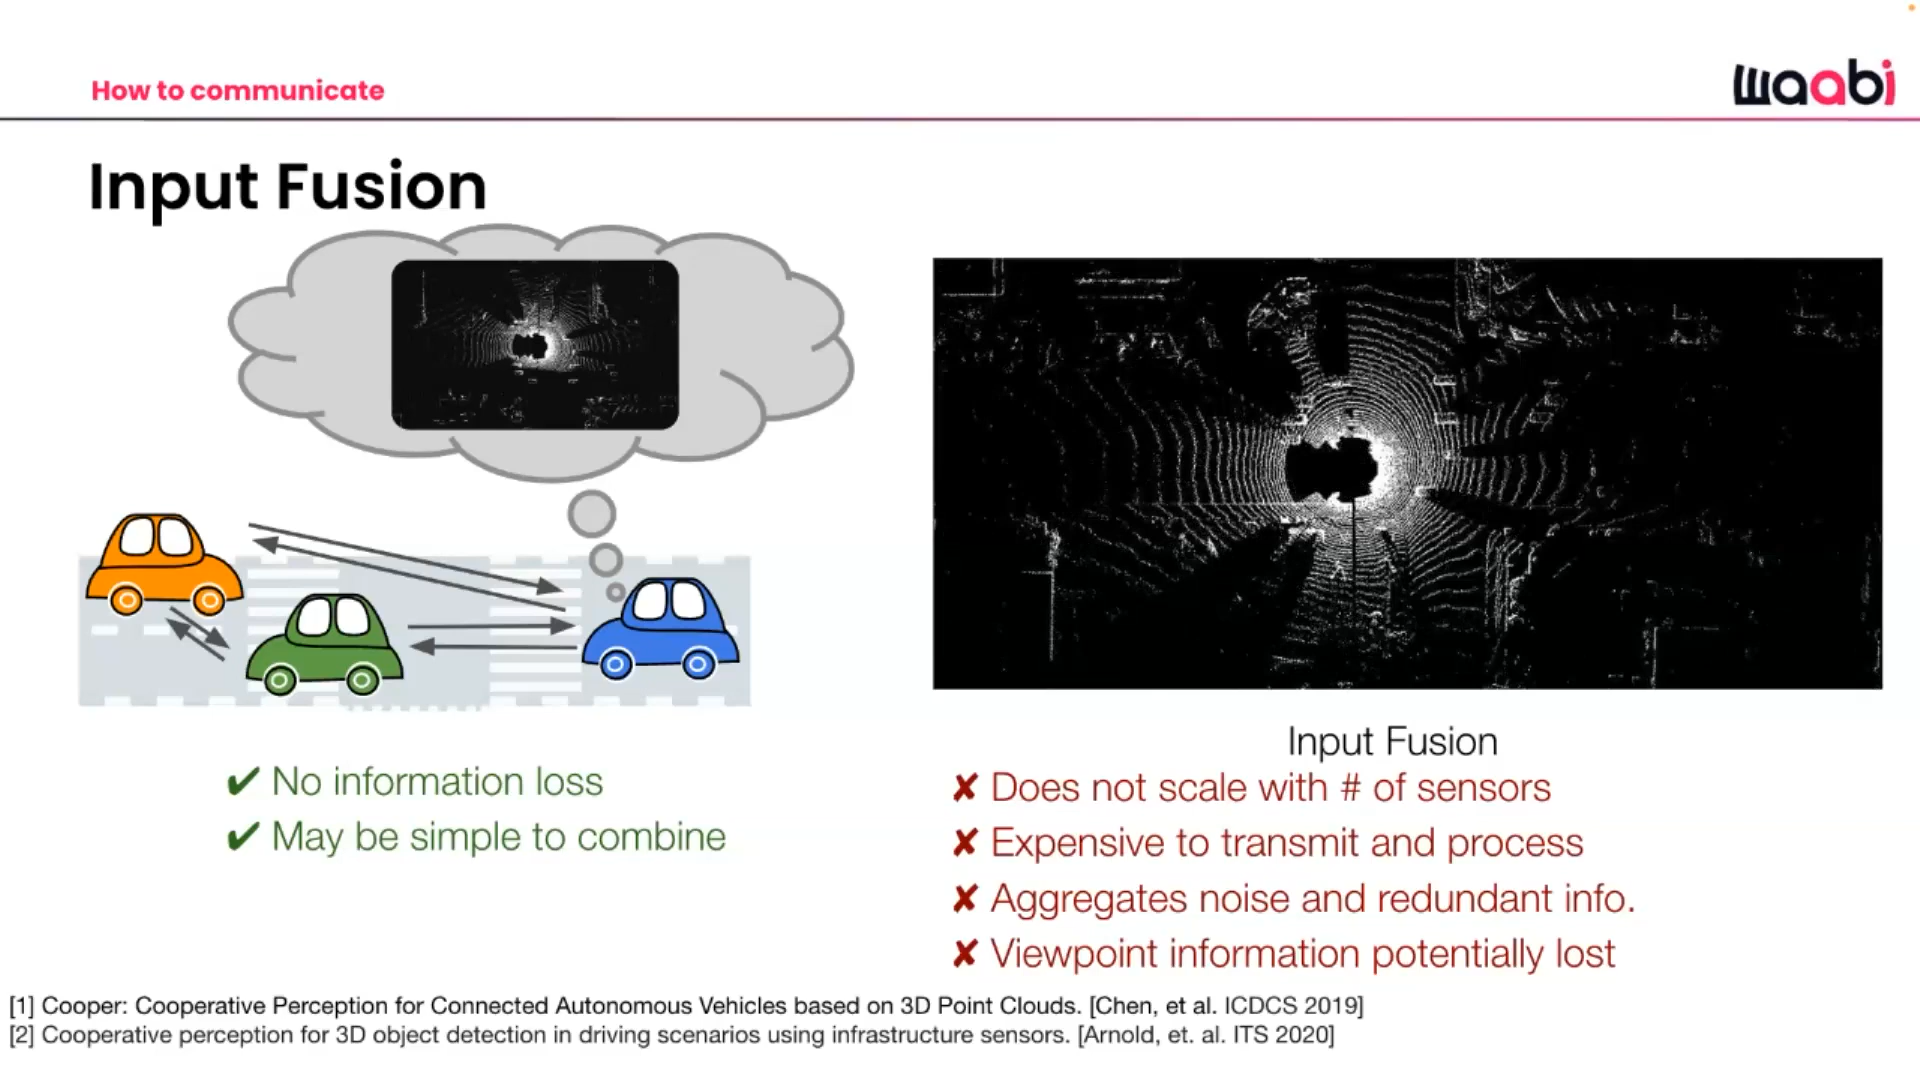 How to communicate
waabi
Input Fusion
Input Fusion
✔ No information loss
✔ May be simple to combine
✘ Does not scale with # of sensors
✘ Expensive to transmit and process
✘ Aggregates noise and redundant info.
✘ Viewpoint information potentially lost
[1] Cooper: Cooperative Perception for Connected Autonomous Vehicles based on 3D Point Clouds. [Chen, et al. ICDCS 2019]
[2] Cooperative perception for 3D object detection in driving scenarios using infrastructure sensors. [Arnold, et. al. ITS 2020]